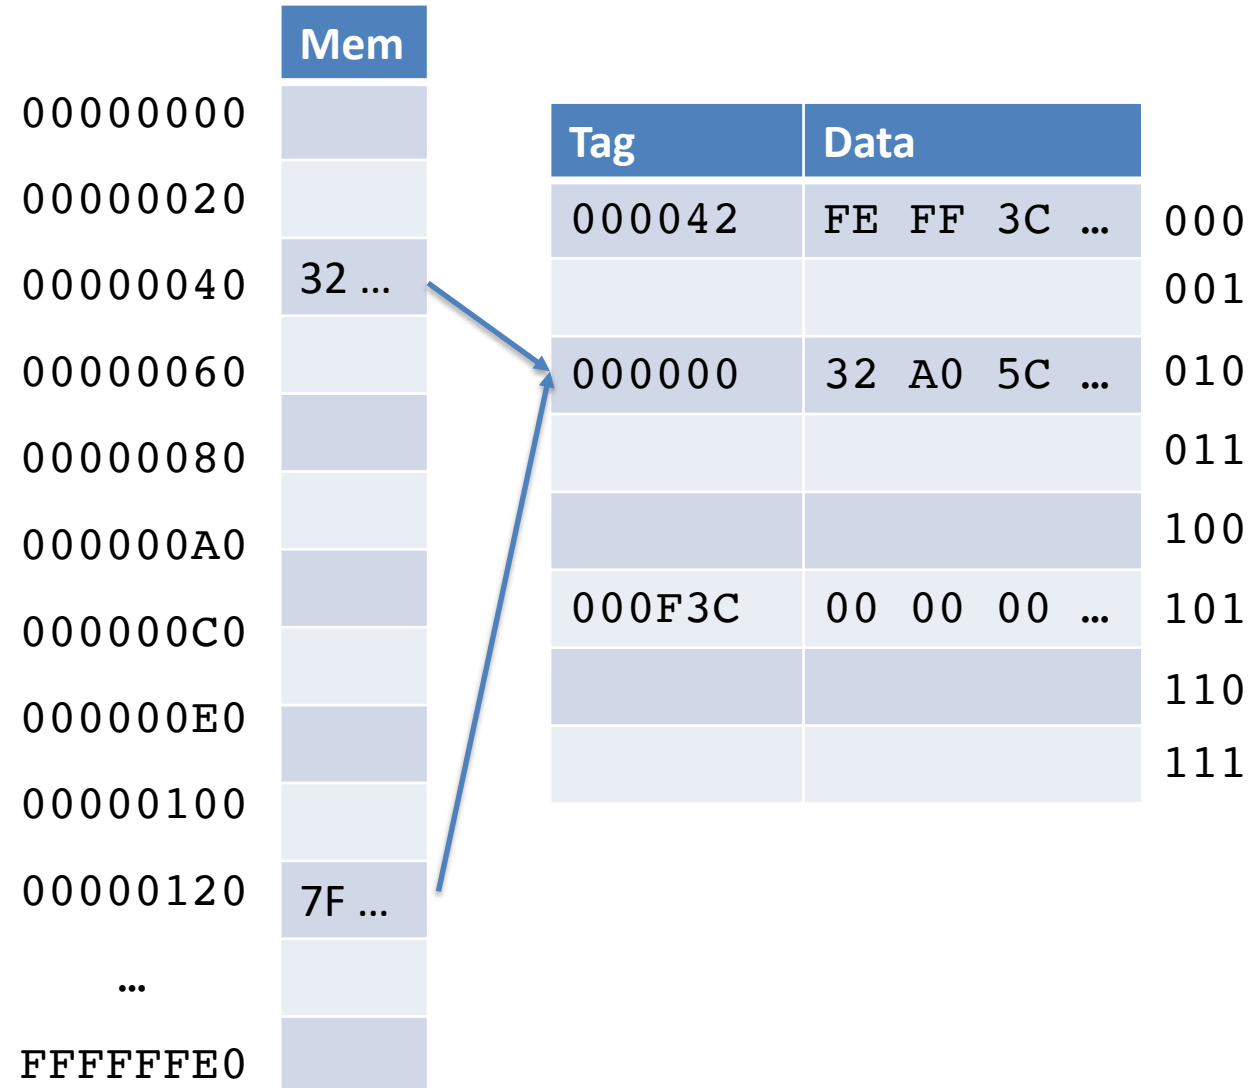 Mem
00000000
00000020
00000040 32 …
00000060
00000080
000000A0
000000C0
000000E0
00000100
00000120 7F …
…
FFFFFFE0
Tag Data
000042 FE FF 3C … 000
001
000000 32 A0 5C … 010
011
100
000F3C 00 00 00 … 101
110
111